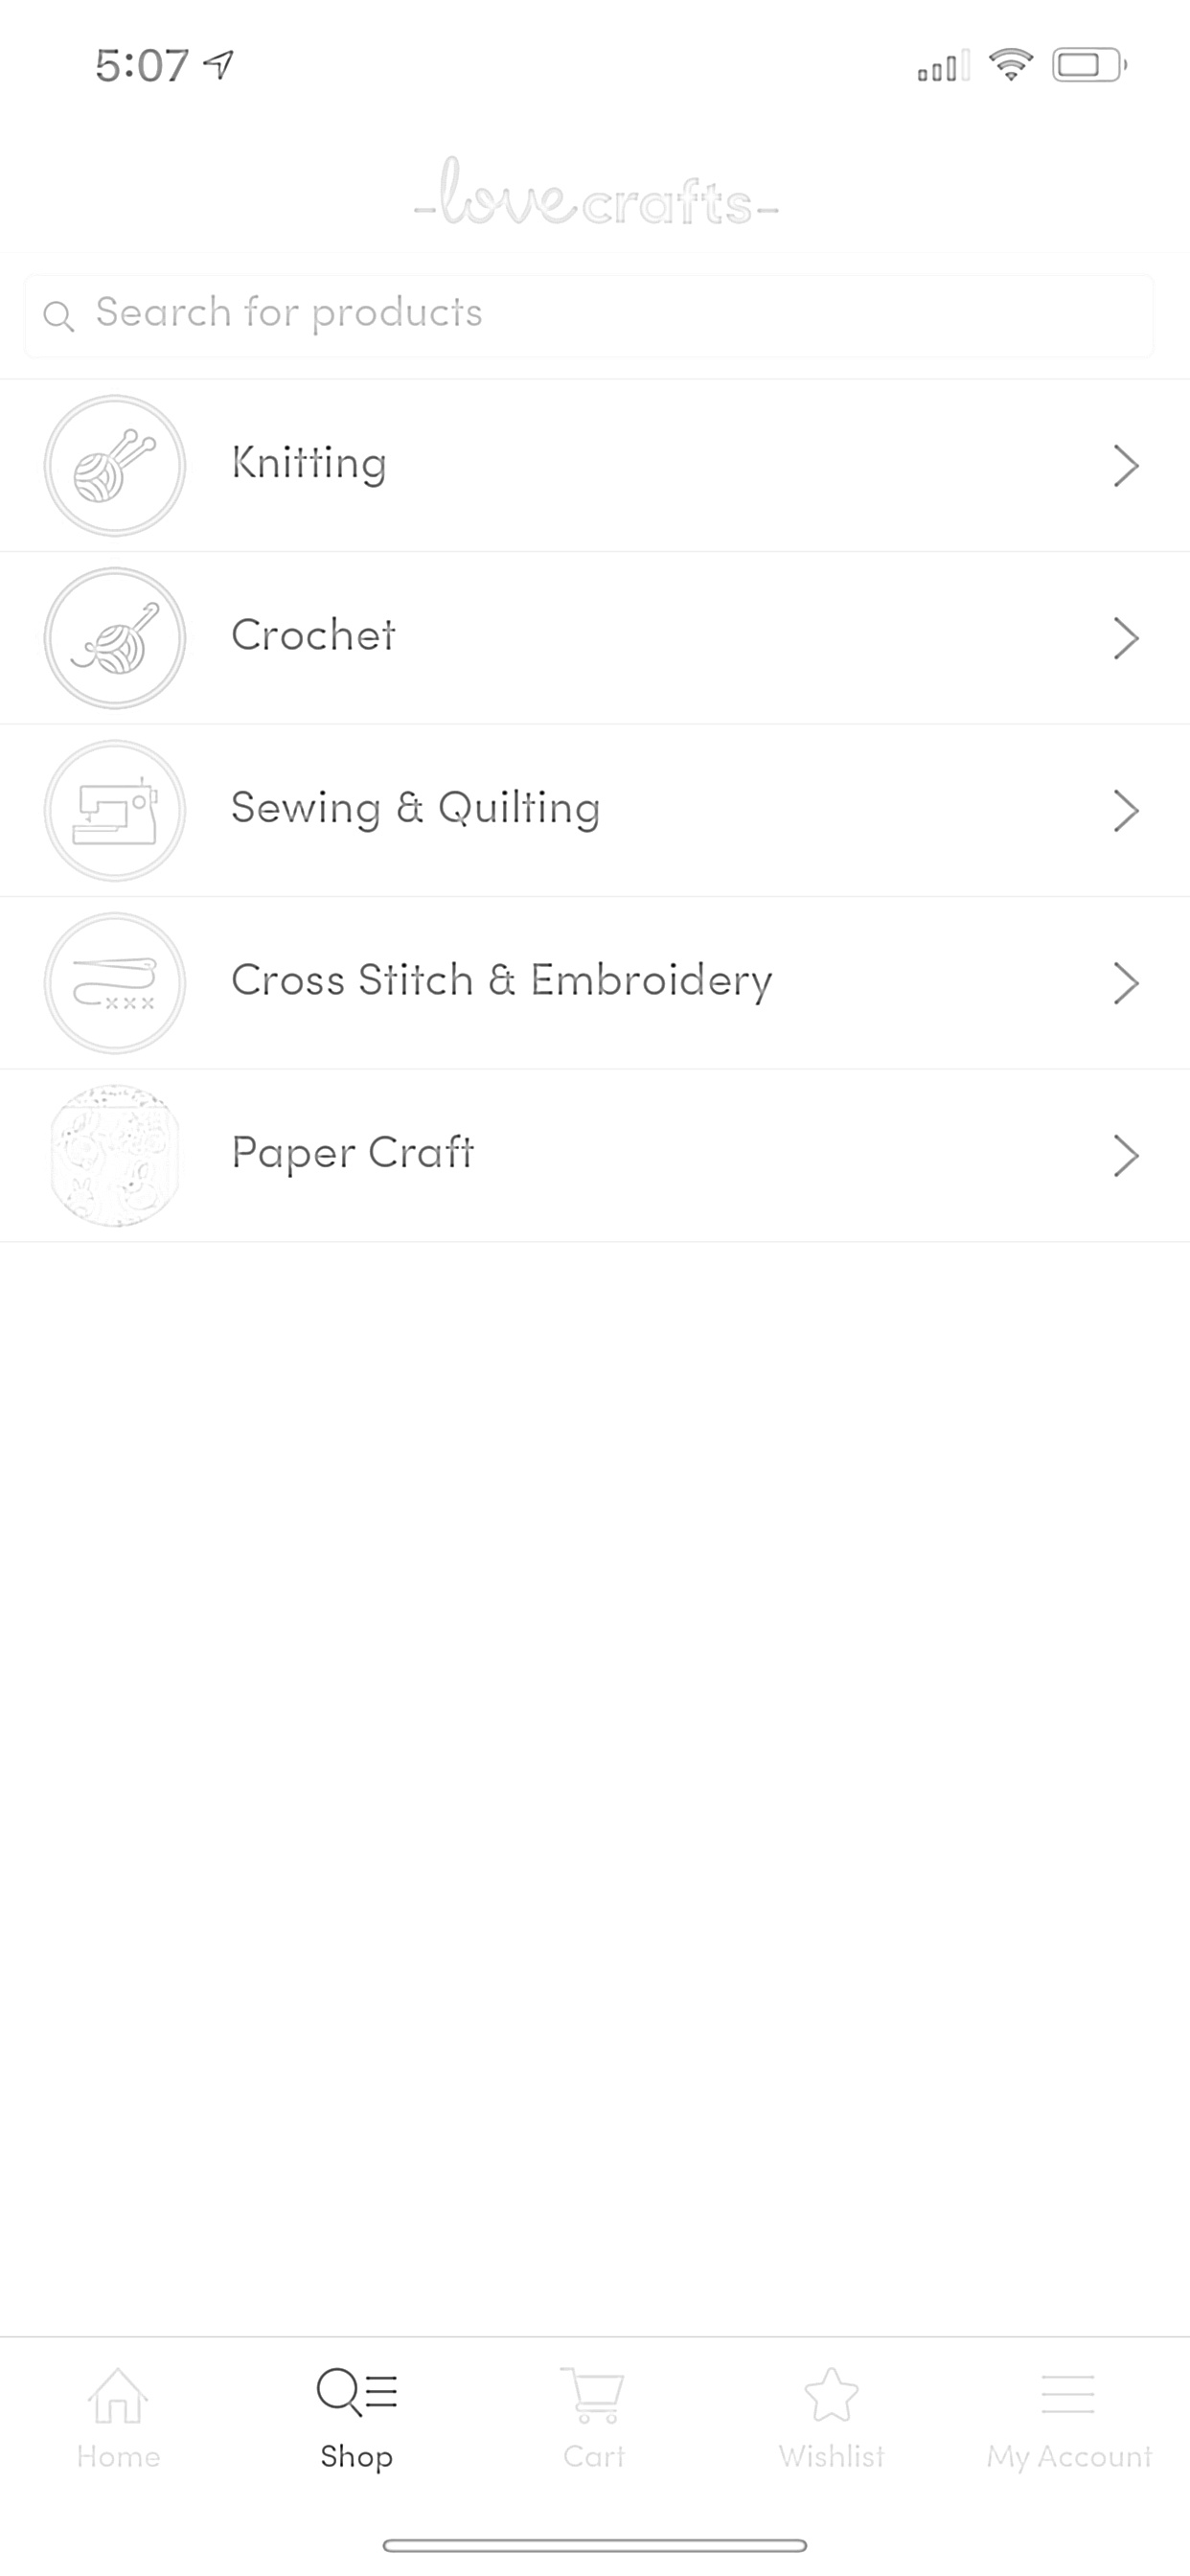 5:07
-lovecrafts-
Search for products
Knitting
Crochet
Sewing & Quilting
Cross Stitch & Embroidery
Paper Craft
Home
Shop
Cart
Wishlist
My Account